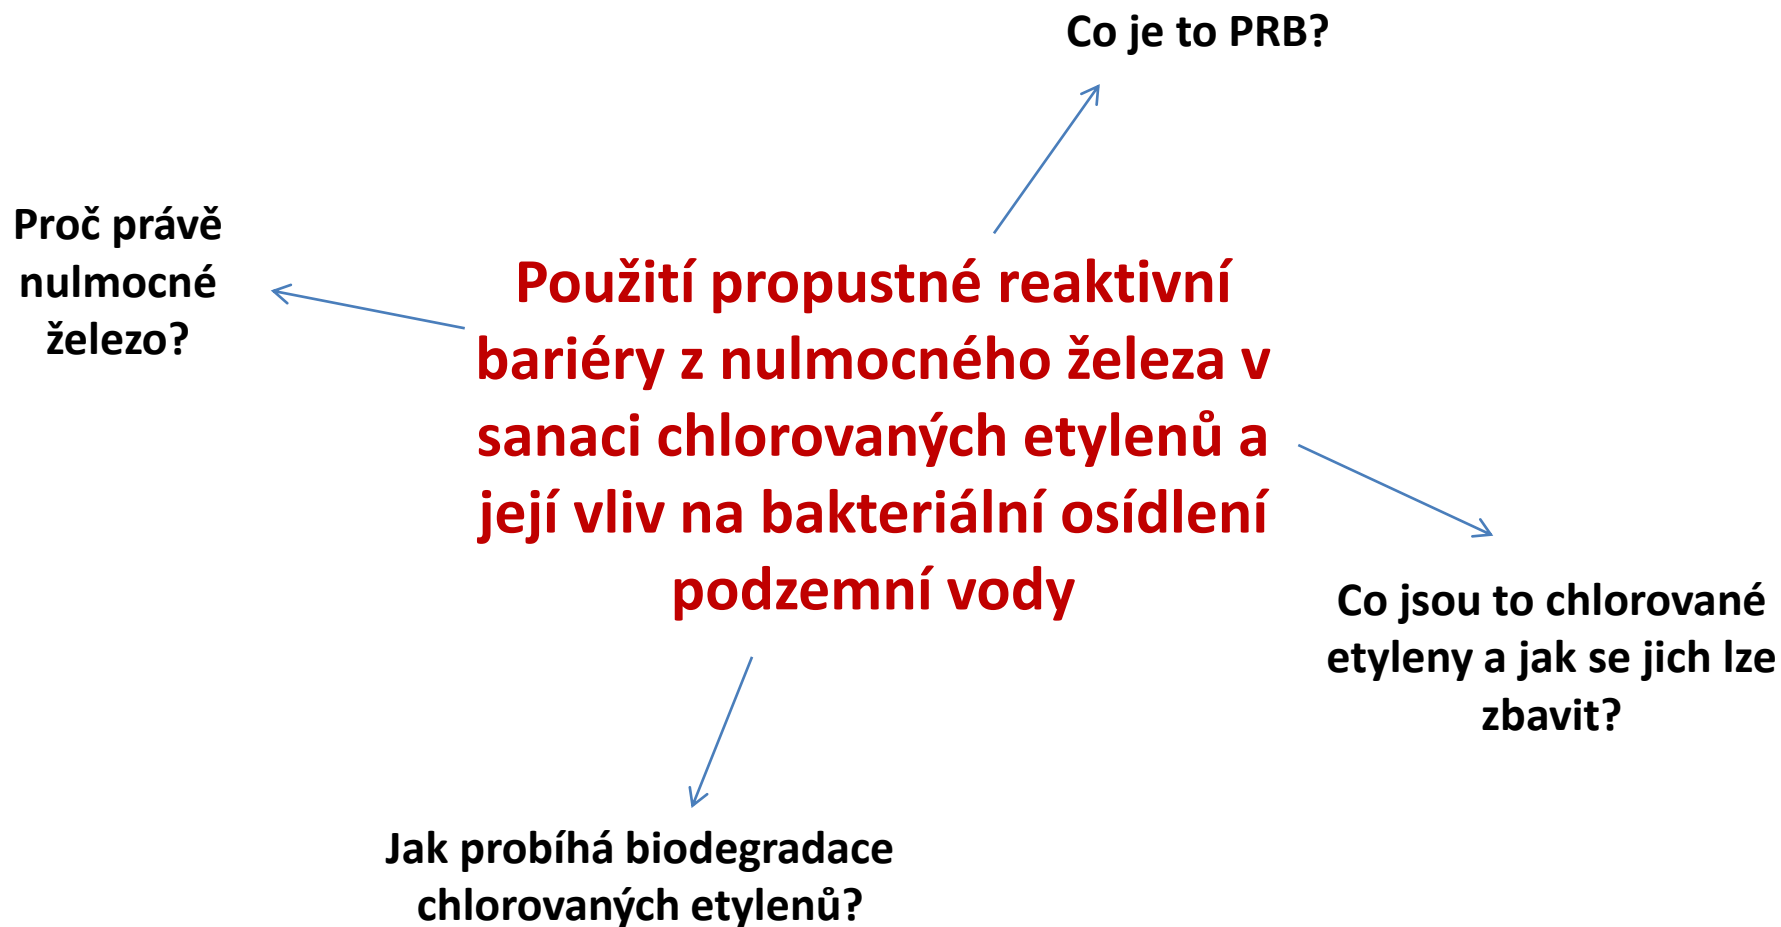 Co je to PRB?
Proč právě
nulmocné
železo?
Použití propustné reaktivní
bariéry z nulmocného železa v
sanaci chlorovaných etylenů a
její vliv na bakteriální osídlení
podzemní vody
Co jsou to chlorované
etyleny a jak se jich lze
zbavit?
Jak probíhá biodegradace
chlorovaných etylenů?